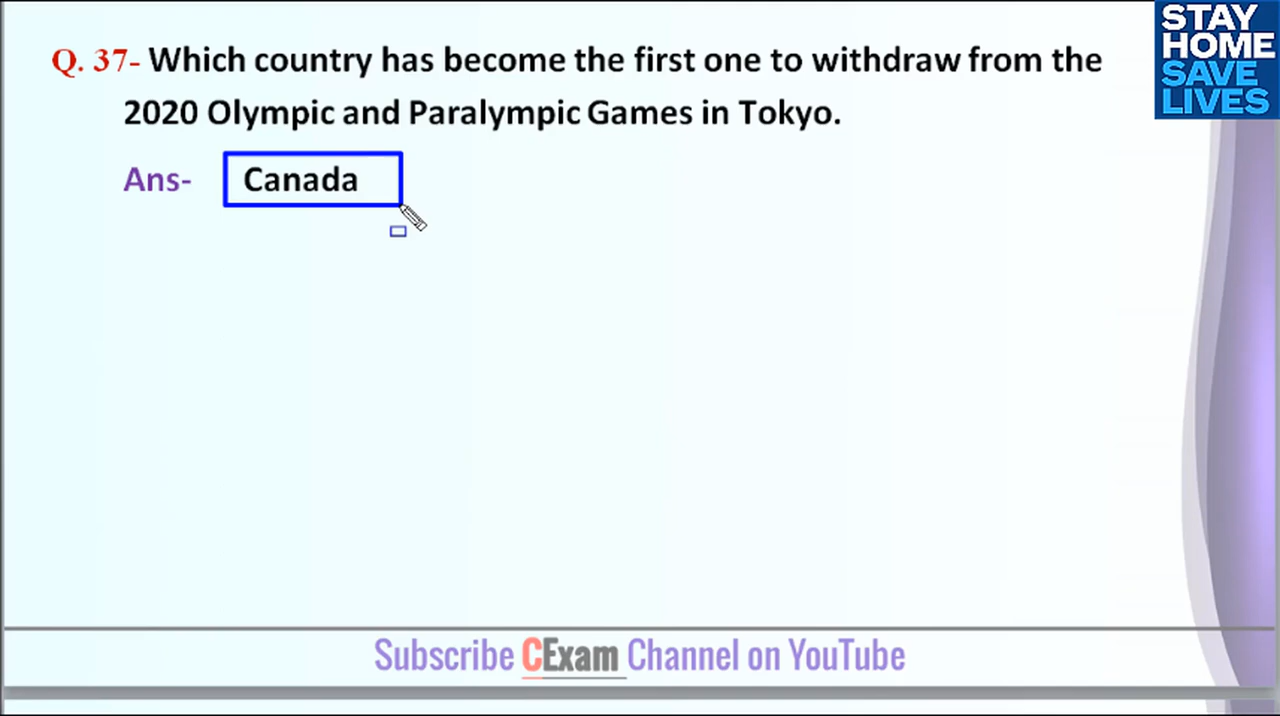 Q. 37- Which country has become the first one to withdraw from the
2020 Olympic and Paralympic Games in Tokyo.
Ans- Canada
STAY
HOME
SAVE
LIVES
Subscribe CExam Channel on YouTube